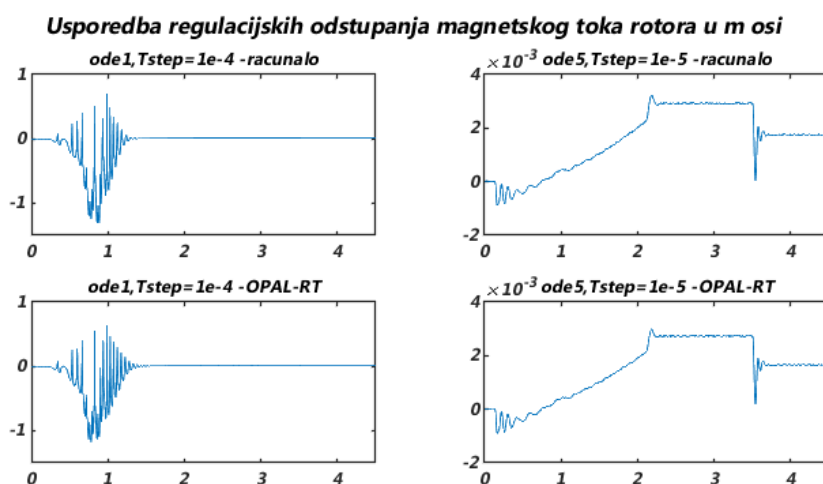 Usporedba regulacijskih odstupanja magnetskog toka rotora u m osi
ode1,Tstep=1e-4 -racunalo
1
0
-1
0 1 2 3 4
×10⁻³ ode5,Tstep=1e-5 -racunalo
4
2
0
-2
0 1 2 3 4
ode1,Tstep=1e-4 -OPAL-RT
1
0
-1
0 1 2 3 4
×10⁻³ ode5,Tstep=1e-5 -OPAL-RT
4
2
0
-2
0 1 2 3 4